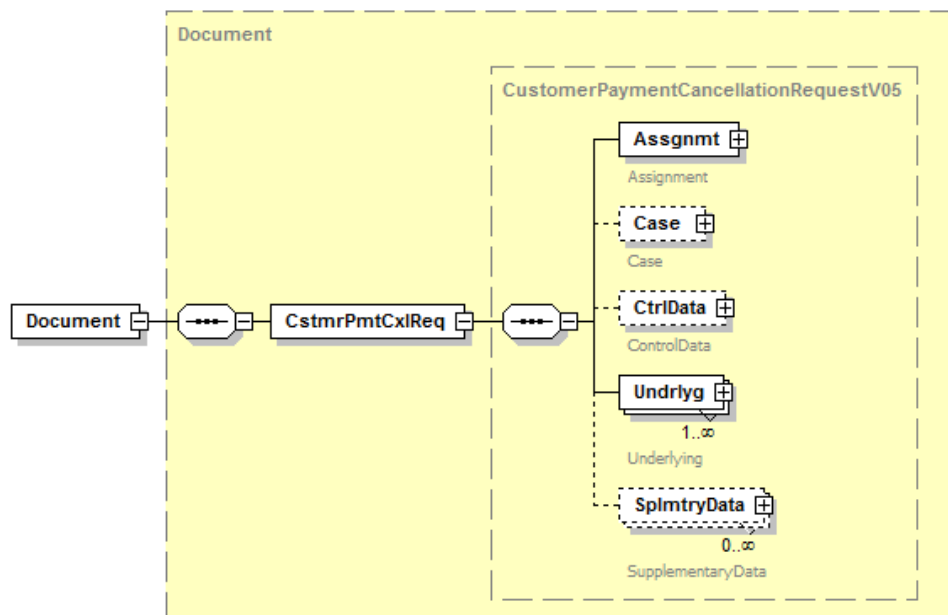 Document
CustomerPaymentCancellationRequestV05
Assgnmt
Assignment
Case
Case
Document
CstmrPmtCxlReq
CtrlData
ControlData
Undrlyg
1..∞
Underlying
SplmtryData
0..∞
SupplementaryData